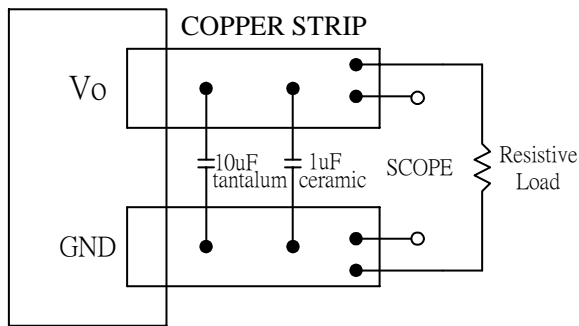 COPPER STRIP
Vo
10uF
tantalum
1uF
ceramic
SCOPE
Resistive
Load
GND